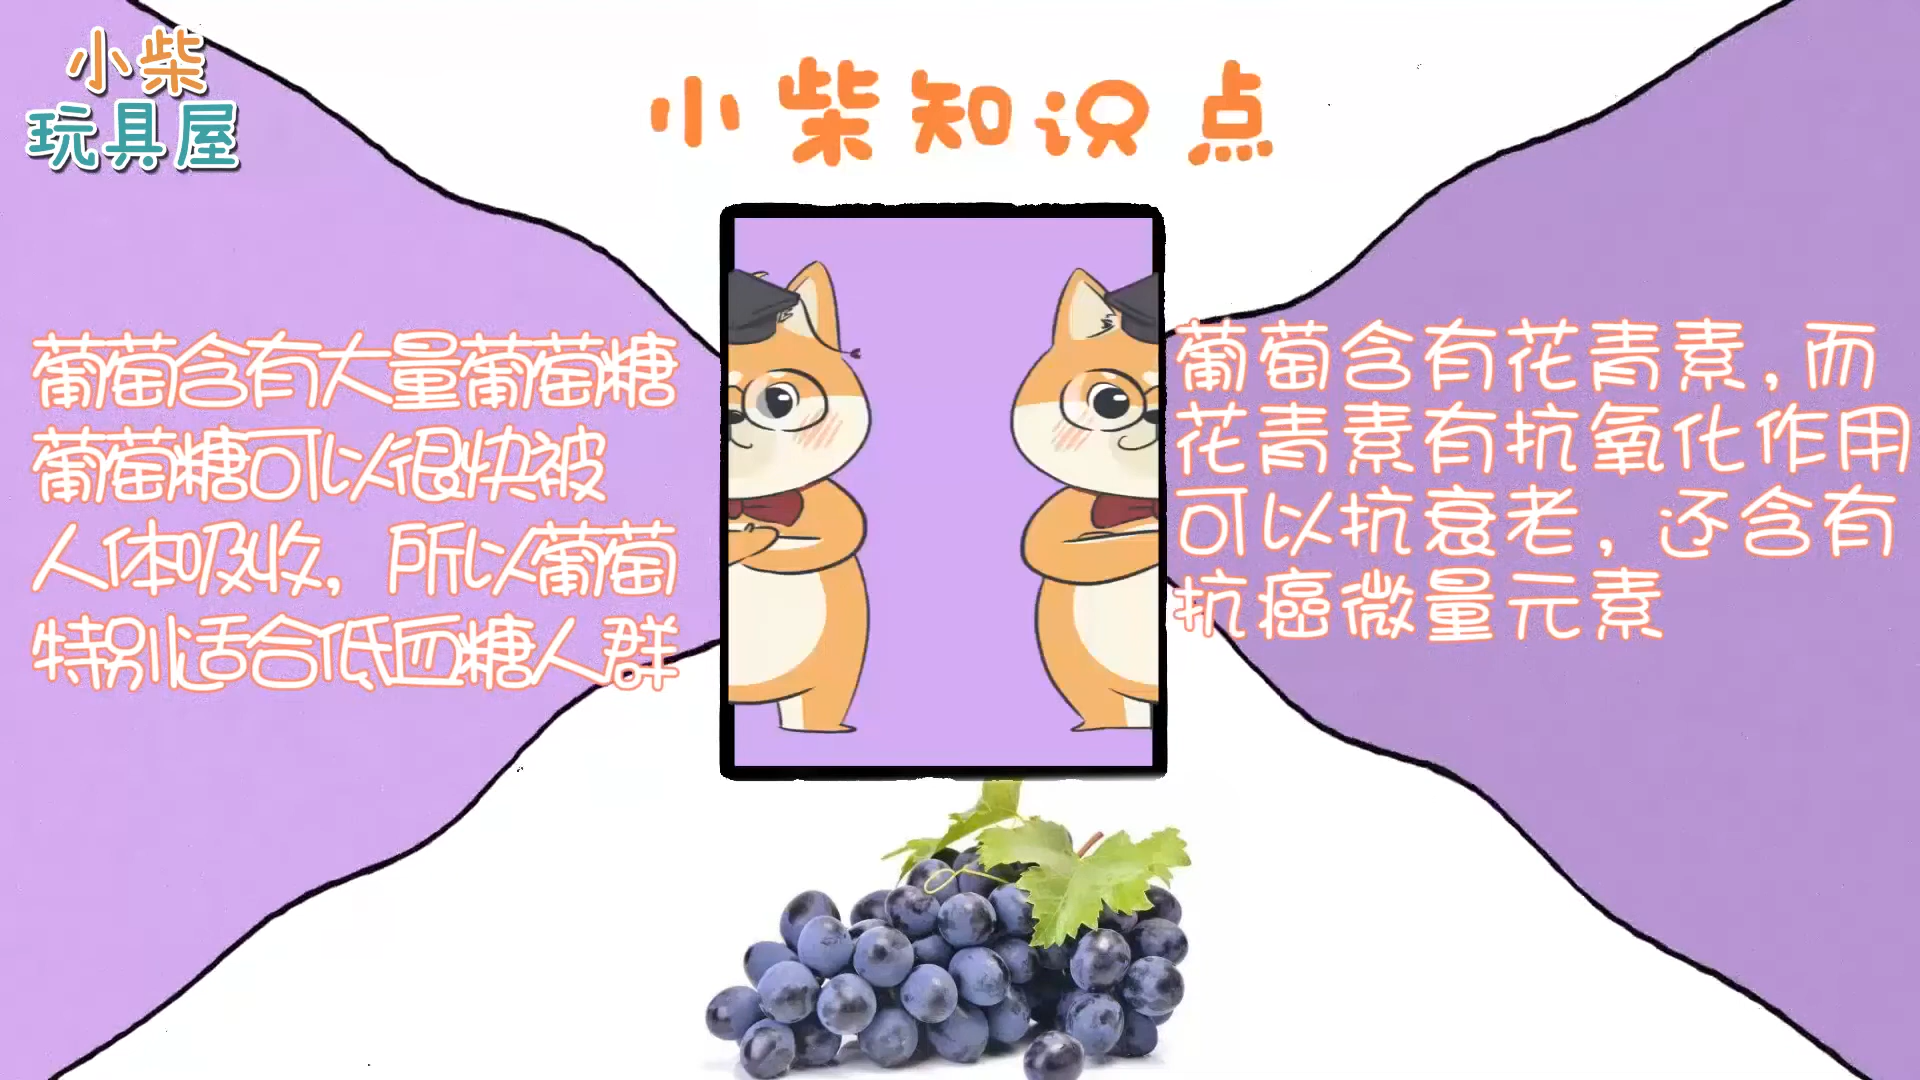 小柴
玩具屋
小柴知识点
葡萄含有大量葡萄糖
葡萄糖可以很快被
人体吸收，所以葡萄
特别适合低血糖人群
葡萄含有花青素，而
花青素有抗氧化作用
可以抗衰老，还含有
抗癌微量元素